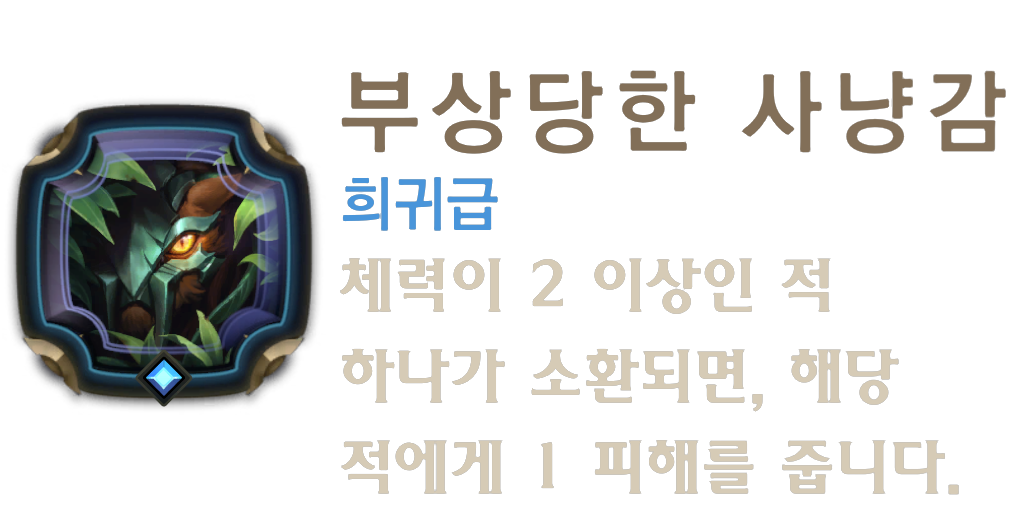 부상당한 사냥감
희귀급
체력이 2 이상인 적
하나가 소환되면, 해당
적에게 1 피해를 줍니다.